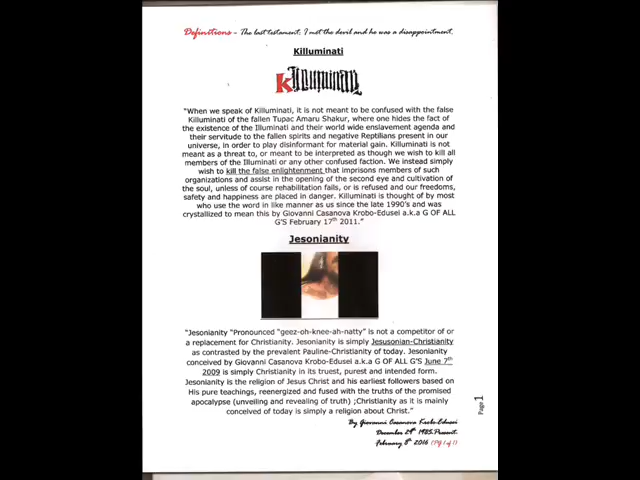 Definitions - The last testament, I met the devil and he was a disappointment.
Killuminati
killuminati
"When we speak of Killuminati, it is not meant to be confused with the false
Killuminati of the fallen Tupac Amaru Shakur, where one hides the fact of
the existence of the Illuminati and their world wide enslavement agenda and
their servitude to the fallen spirits and negative Reptilians present in our
universe, in order to play disinformant for material gain. Killuminati is not
meant as a threat to, or meant to be interpreted as though we wish to kill all
members of the Illuminati or any other confused faction. We instead simply
wish to kill the false enlightenment that imprisons members of such
organizations and assist in the opening of the second eye and cultivation of
the soul, unless of course rehabilitation fails, or is refused and our freedoms,
safety and happiness are placed in danger. Killuminati is thought of by most
who use the word in like manner as us since the late 1990's and was
crystallized to mean this by Giovanni Casanova Krobo-Edusei a.k.a G OF ALL
G'S February 17th 2011."
Jesonianity
"Jesonianity "Pronounced "geez-oh-knee-ah-natty" is not a competitor of or
a replacement for Christianity. Jesonianity is simply Jesusonian-Christianity
as contrasted by the prevalent Pauline-Christianity of today. Jesonianity
conceived by Giovanni Casanova Krobo-Edusei a.k.a G OF ALL G'S June 7th
2009 is simply Christianity in its truest, purest and intended form.
Jesonianity is the religion of Jesus Christ and his earliest followers based on
His pure teachings, reenergized and fused with the truths of the promised
apocalypse (unveiling and revealing of truth) ;Christianity as it is mainly
conceived of today is simply a religion about Christ."
By Giovanni Casanova Krobo-Edusei
December 29th 1985-Present.
February 8th 2016 (Pg 1 of 1)
Page 1